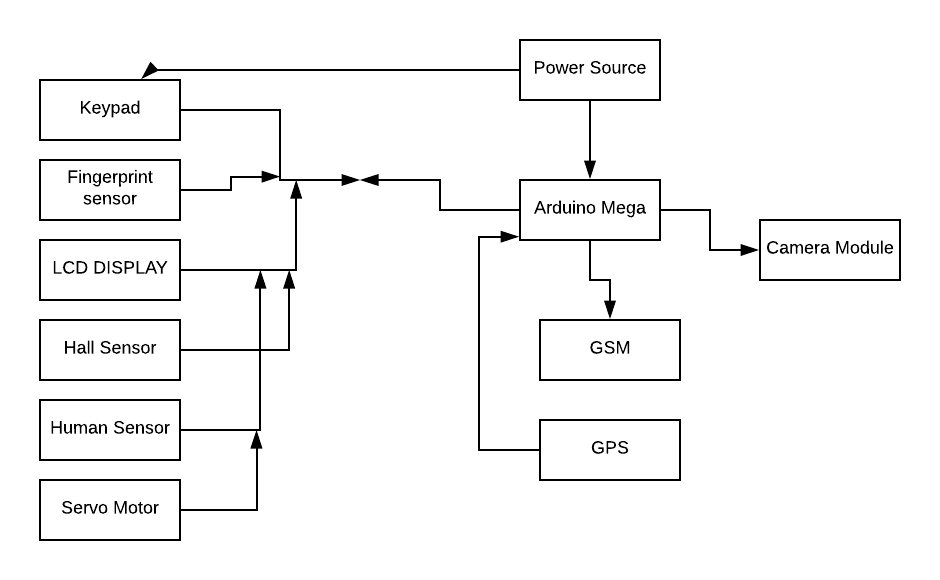 Power Source
Keypad
Fingerprint
sensor
Arduino Mega
LCD DISPLAY
Camera Module
Hall Sensor
GSM
Human Sensor
GPS
Servo Motor